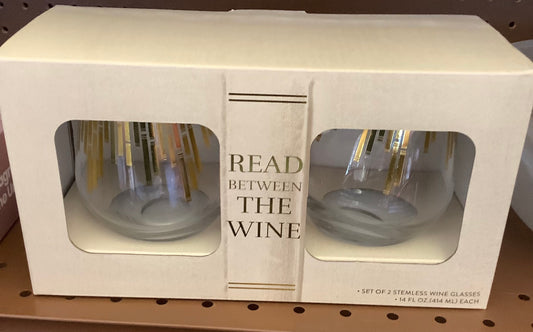 READ
BETWEEN
THE
WINE
• SET OF 2 STEMLESS WINE GLASSES
• 14 FL OZ.(414 ML) EACH